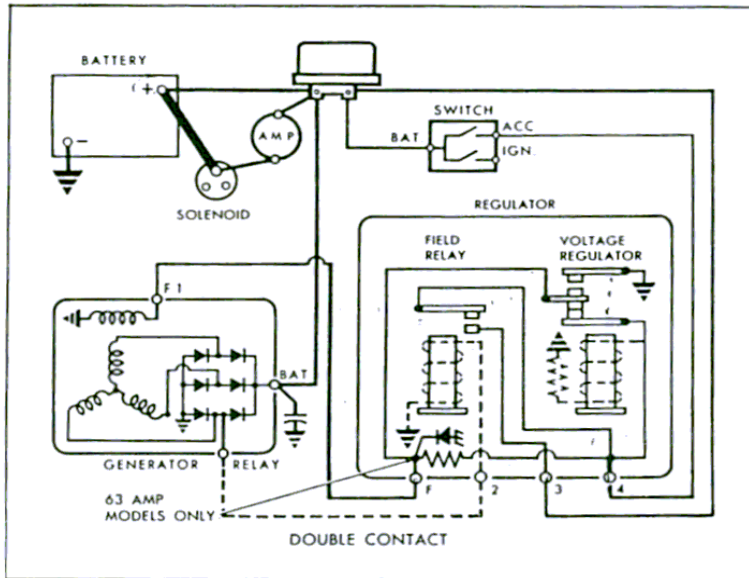 BATTERY
+
-
AMP
SOLENOID
SWITCH
BAT
ACC
IGN.
REGULATOR
FIELD
RELAY
VOLTAGE
REGULATOR
F 1
BAT
GENERATOR
RELAY
F
2
3
4
63 AMP
MODELS ONLY
DOUBLE CONTACT